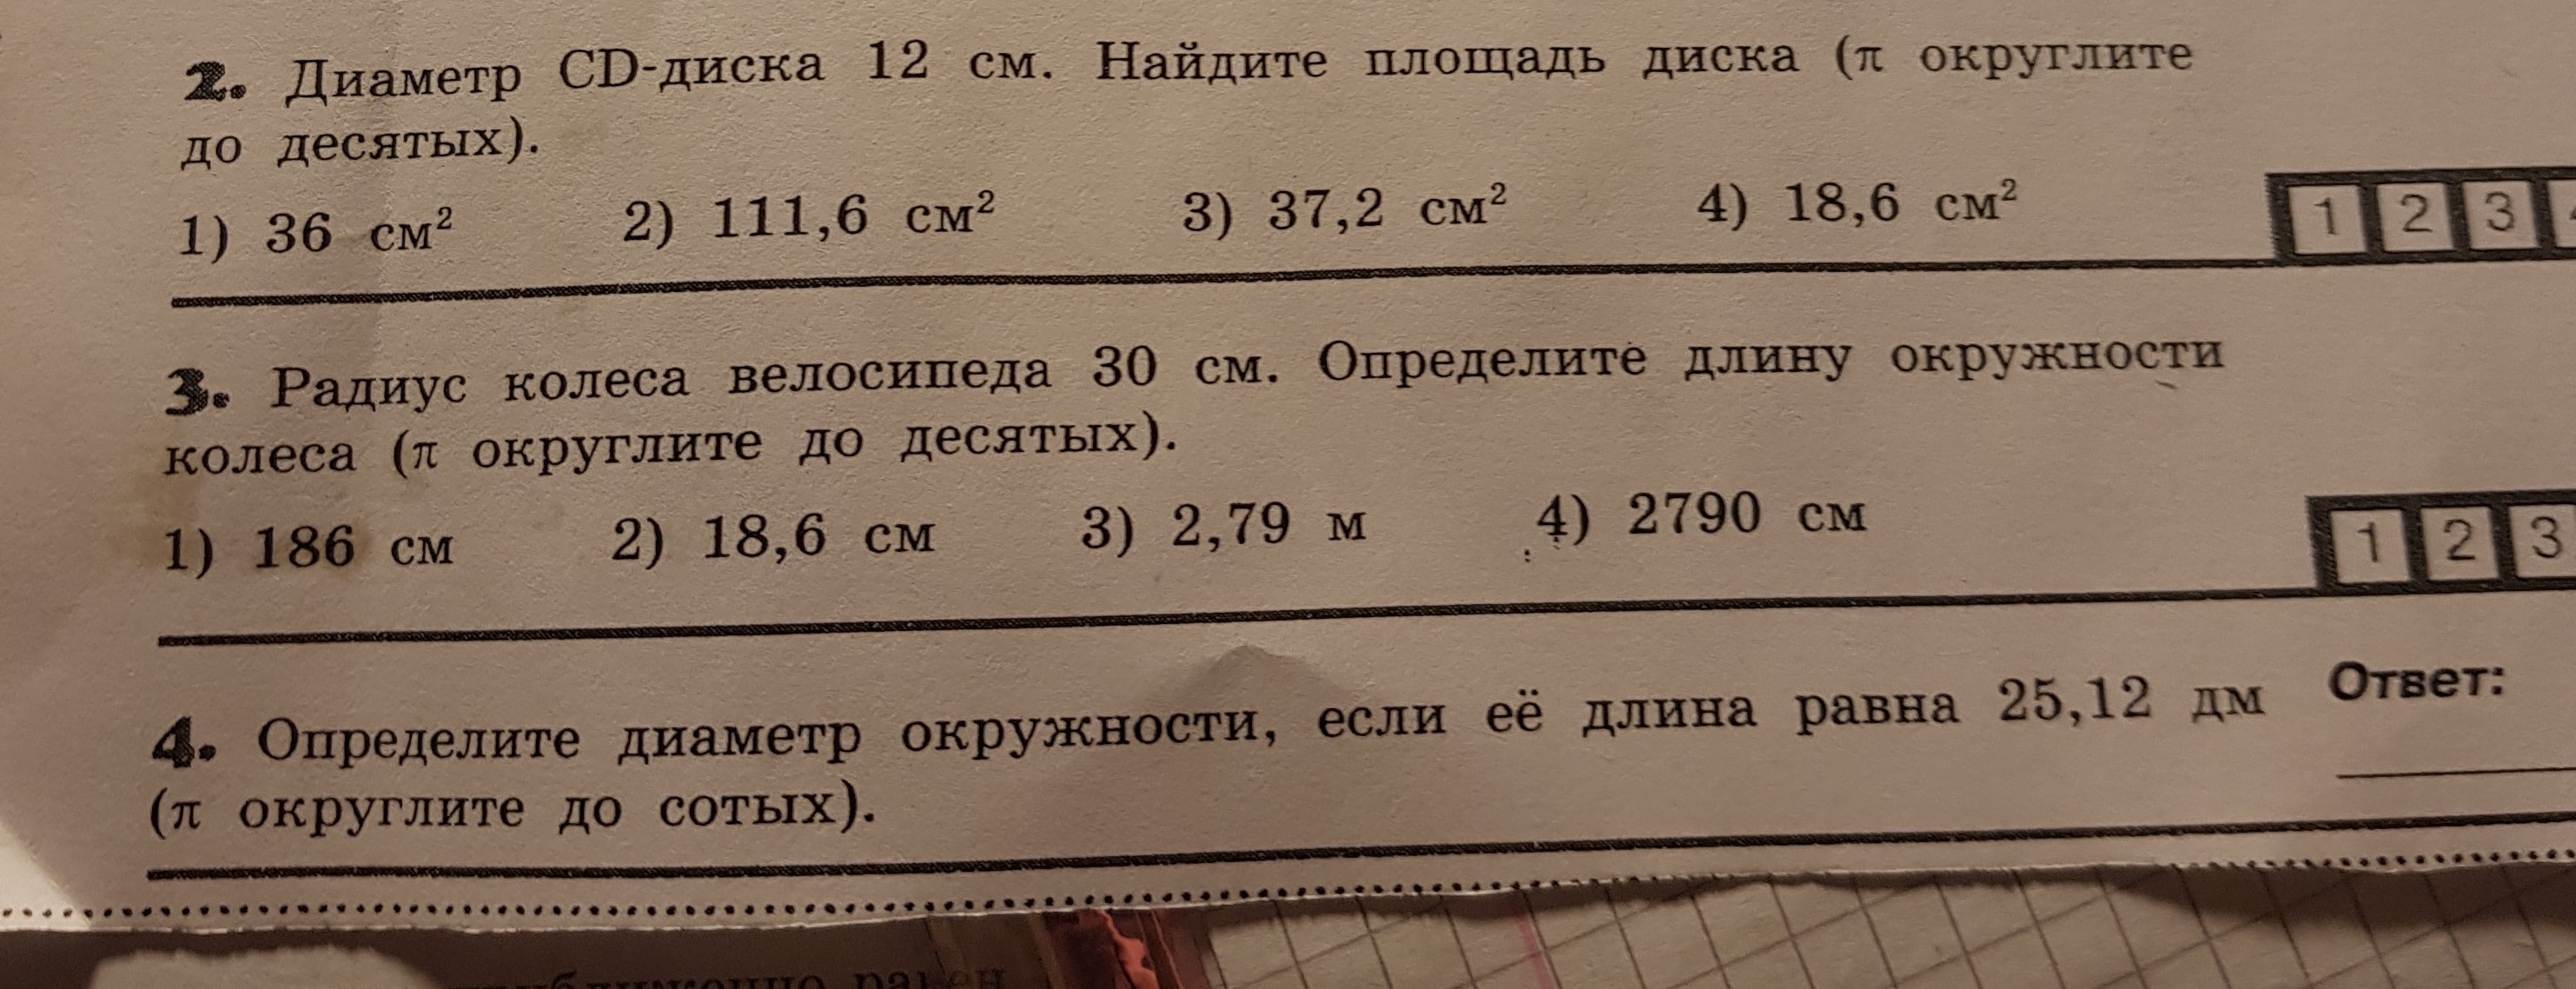 2. Диаметр CD-диска 12 см. Найдите площадь диска (π округлите
до десятых).
1) 36 см² 2) 111,6 см² 3) 37,2 см² 4) 18,6 см²
1 2 3
3. Радиус колеса велосипеда 30 см. Определите длину окружности
колеса (π округлите до десятых).
1) 186 см 2) 18,6 см 3) 2,79 м 4) 2790 см
1 2 3
4. Определите диаметр окружности, если её длина равна 25,12 дм
(π округлите до сотых).
Ответ: